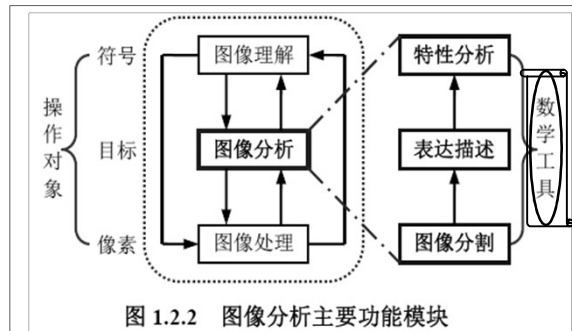 符号
图像理解
特性分析
操作对象
目标
图像分析
表达描述
数学工具
像素
图像处理
图像分割
图 1.2.2 图像分析主要功能模块